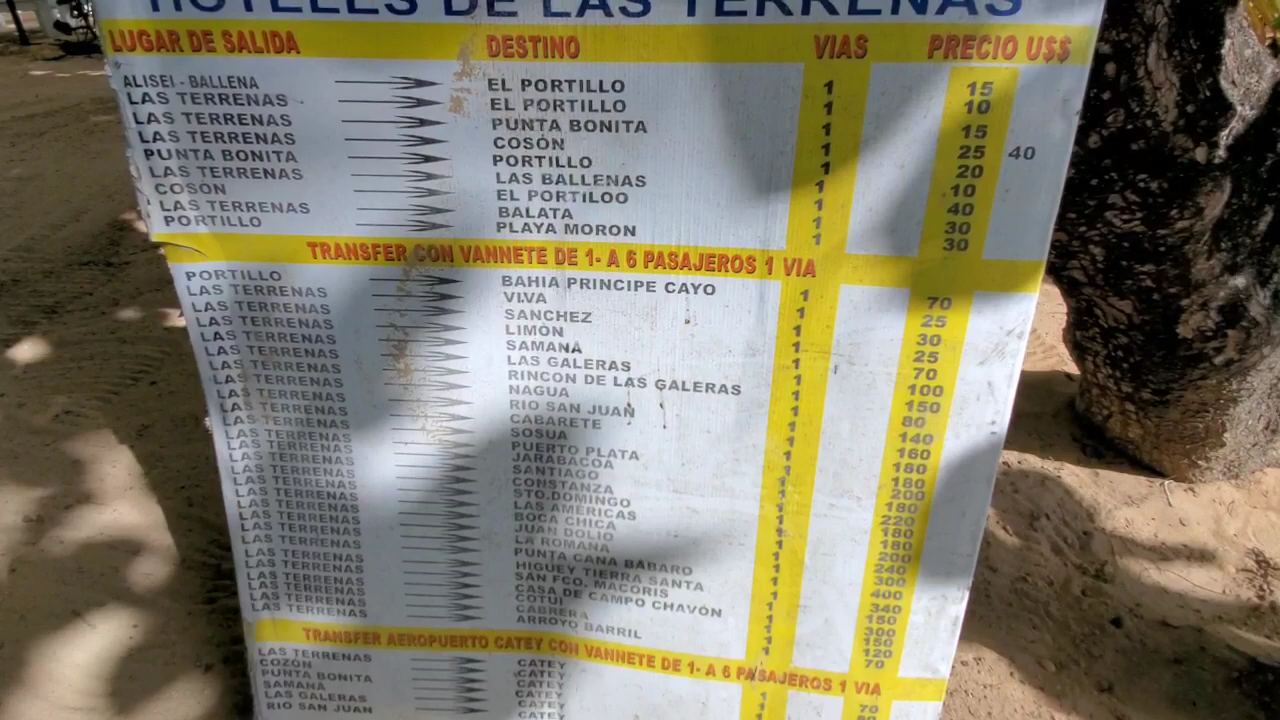 HOTELES DE LAS TERRENAS
LUGAR DE SALIDA DESTINO VIAS PRECIO U$$
ALISEI - BALLENA EL PORTILLO 1 15
LAS TERRENAS EL PORTILLO 1 10
LAS TERRENAS PUNTA BONITA 1 15
LAS TERRENAS COSÓN 1 25 40
PUNTA BONITA PORTILLO 1 20
LAS TERRENAS LAS BALLENAS 1 10
COSÓN EL PORTILOO 1 40
LAS TERRENAS BALATA 1 30
PORTILLO PLAYA MORON 1 30
TRANSFER CON VANNETE DE 1- A 6 PASAJEROS 1 VIA
PORTILLO BAHIA PRINCIPE CAYO 1 70
LAS TERRENAS VIVA 1 25
LAS TERRENAS SANCHEZ 1 30
LAS TERRENAS LIMÓN 1 25
LAS TERRENAS SAMANÁ 1 70
LAS TERRENAS LAS GALERAS 1 100
LAS TERRENAS RINCON DE LAS GALERAS 1 150
LAS TERRENAS NAGUA 1 80
LAS TERRENAS RIO SAN JUAN 1 140
LAS TERRENAS CABARETE 1 160
LAS TERRENAS SOSUA 1 180
LAS TERRENAS PUERTO PLATA 1 180
LAS TERRENAS JARABACOA 1 200
LAS TERRENAS SANTIAGO 1 180
LAS TERRENAS CONSTANZA 1 220
LAS TERRENAS STO.DOMINGO 1 180
LAS TERRENAS LAS AMÉRICAS 1 180
LAS TERRENAS BOCA CHICA 1 200
LAS TERRENAS JUAN DOLIO 1 240
LAS TERRENAS LA ROMANA 1 300
LAS TERRENAS PUNTA CANA BÁBARO 1 400
LAS TERRENAS HIGUEY TIERRA SANTA 1 340
LAS TERRENAS SAN FCO. MACORIS 1 150
LAS TERRENAS CASA DE CAMPO CHAVÓN 1 300
LAS TERRENAS COTUI 1 150
LAS TERRENAS CABRERA 1 120
LAS TERRENAS ARROYO BARRIL 1 70
TRANSFER AEROPUERTO CATEY CON VANNETE DE 1- A 6 PASAJEROS 1 VIA
LAS TERRENAS CATEY 1 70
COZÓN CATEY 1
PUNTA BONITA CATEY 1
SAMANA CATEY
LAS GALERAS CATEY
RIO SAN JUAN CATEY